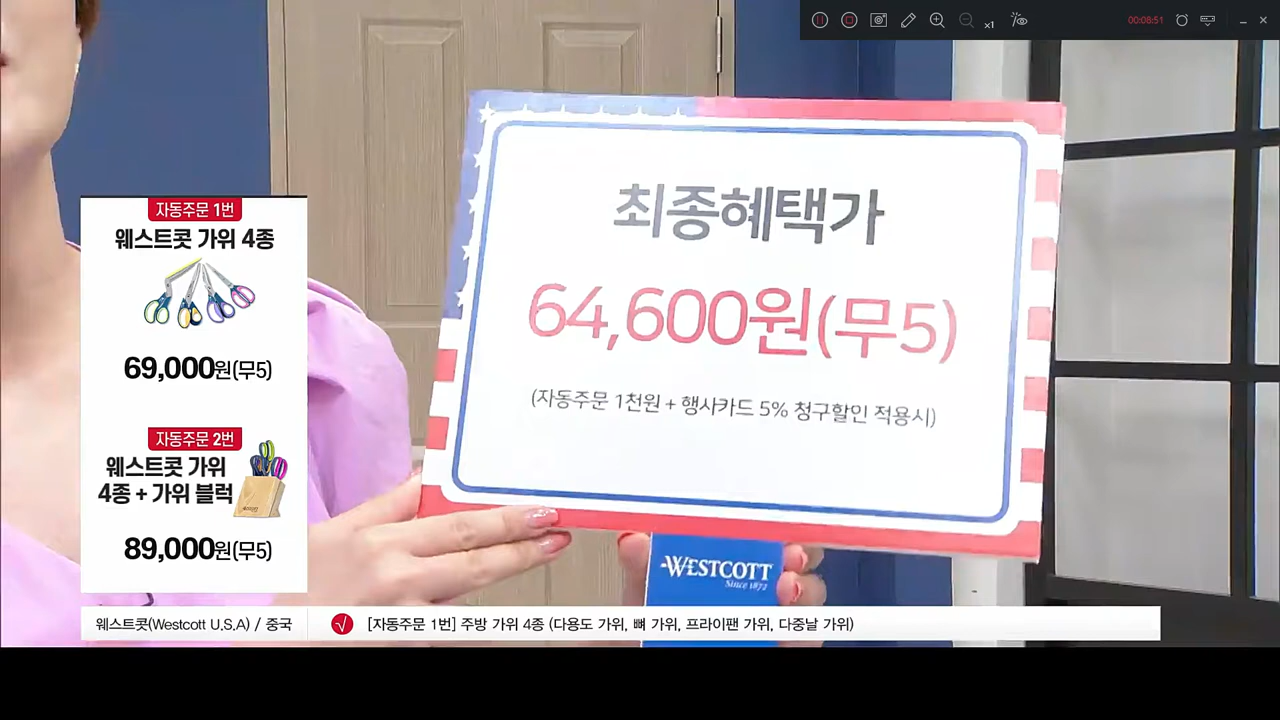 00:08:51
x1
최종혜택가
64,600원(무5)
(자동주문 1천원 + 행사카드 5% 청구할인 적용시)
자동주문 1번
웨스트콧 가위 4종
69,000원(무5)
자동주문 2번
웨스트콧 가위
4종 + 가위 블럭
89,000원(무5)
WESTCOTT
Since 1872
웨스트콧(Westcott U.S.A) / 중국
[자동주문 1번] 주방 가위 4종 (다용도 가위, 뼈 가위, 프라이팬 가위, 다중날 가위)